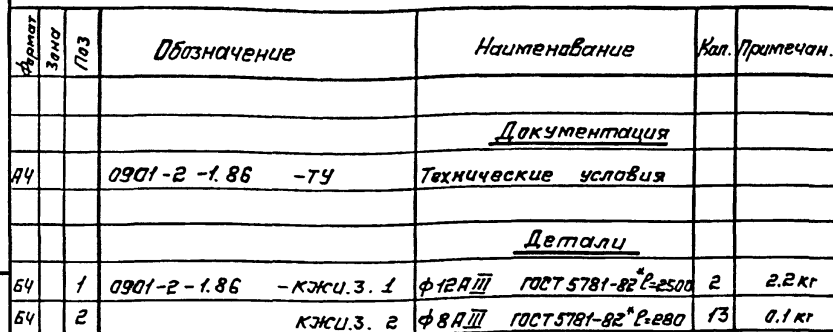 Формат Зона Поз Обозначение Наименование Кол. Примечан.
Документация
А4 0901-2-1.86 -ТУ Технические условия
Детали
Б4 1 0901-2-1.86 -КЖИ.3.1 ф12АIII ГОСТ 5781-82* ℓ=2500 2 2.2 кг
Б4 2 КЖИ.3.2 ф8АIII ГОСТ 5781-82* ℓ=280 13 0.1 кг